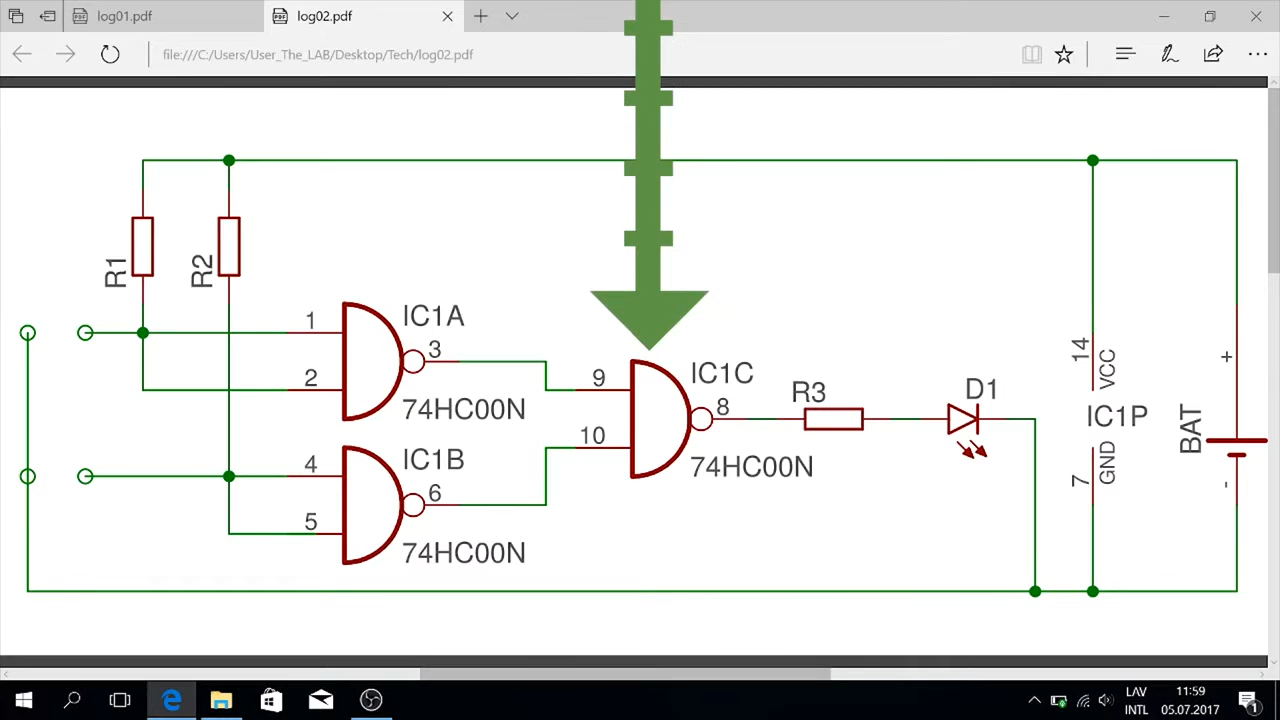 log01.pdf
log02.pdf
file:///C:/Users/User_The_LAB/Desktop/Tech/log02.pdf
R1
R2
1
2
3
IC1A
74HC00N
4
5
6
IC1B
74HC00N
9
10
8
IC1C
74HC00N
R3
D1
14
VCC
IC1P
7
GND
BAT
+
-
LAV
INTL
11:59
05.07.2017
1